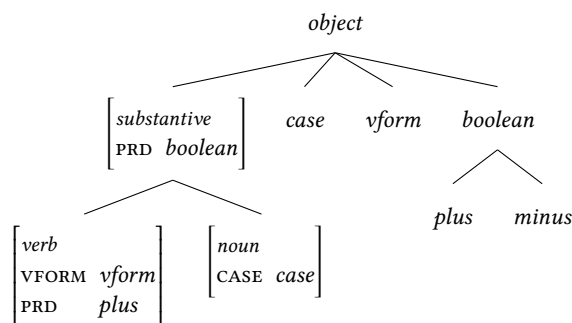 object
substantive
PRD boolean
case
vform
boolean
plus
minus
verb
VFORM vform
PRD plus
noun
CASE case